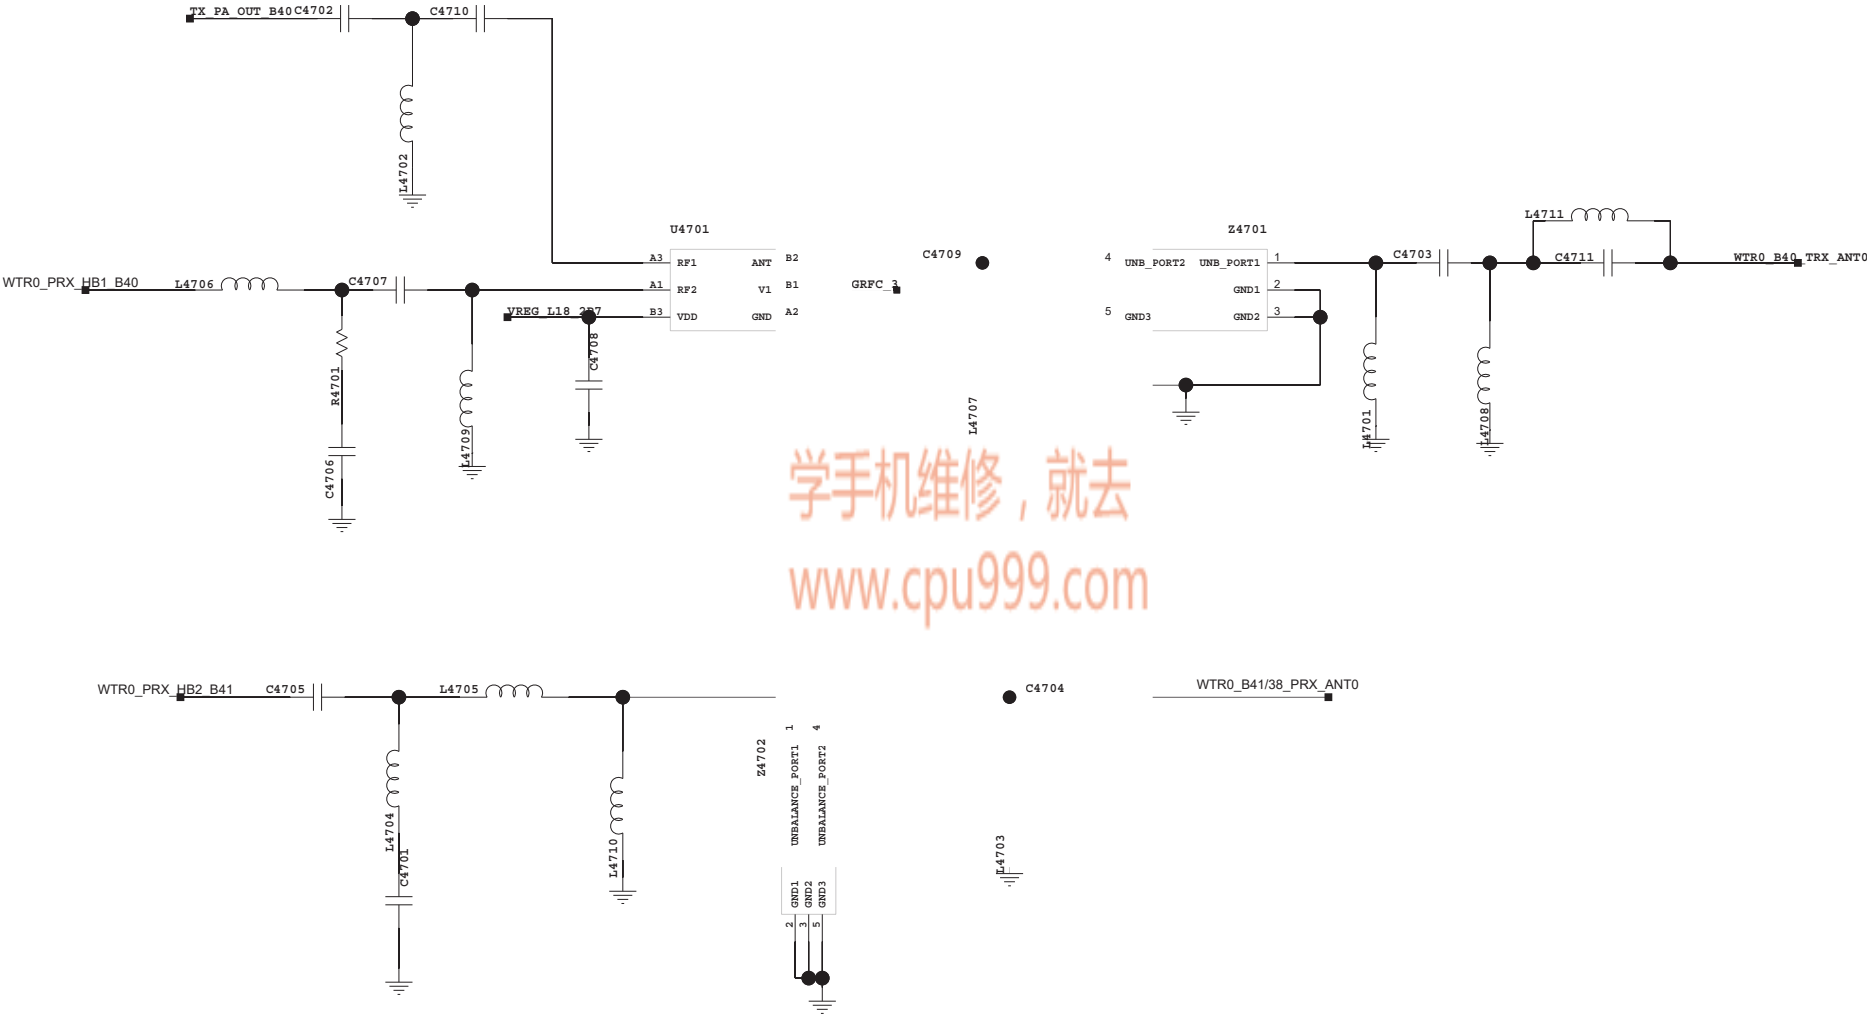 TX_PA_OUT_B40
C4702
C4710
L4702
U4701
Z4701
L4711
A3 RF1 ANT B2
C4709
4 UNB_PORT2 UNB_PORT1 1
C4703
C4711
WTR0_B40_TRX_ANT0
WTR0_PRX_HB1_B40
L4706
C4707
A1 RF2 V1 B1
GRFC_3
GND1 2
VREG_L18_2P7
B3 VDD GND A2
5 GND3 GND2 3
C4708
R4701
L4709
L4707
L4701
L4708
C4706
学手机维修，就去
www.cpu999.com
WTR0_PRX_HB2_B41
C4705
L4705
C4704
WTR0_B41/38_PRX_ANT0
Z4702
1
4
UNBALANCE_PORT1
UNBALANCE_PORT2
L4704
C4701
L4710
L4703
GND1
GND2
GND3
2
3
5